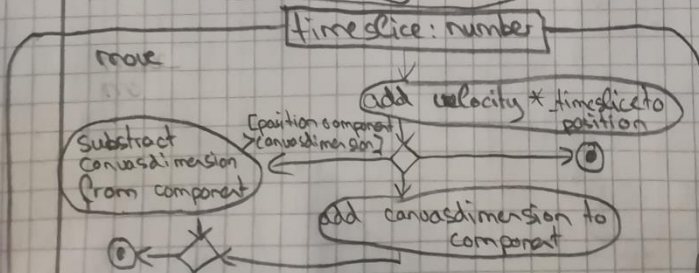 timeslice: number
move
add velocity * timeslice to
position
[position component
> canvasdimension]
substract
canvasdimension
from component
add canvasdimension to
component